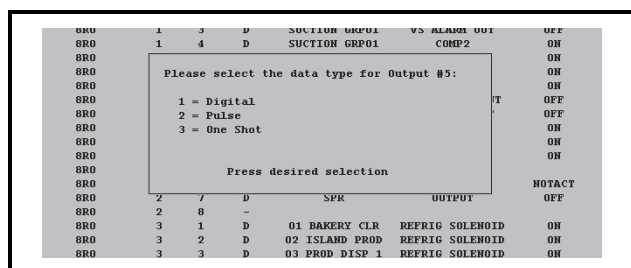 8RO 1 3 D SUCTION GRP01 VS ALARM OUT OFF
8RO 1 4 D SUCTION GRP01 COMP2 ON
8RO ON
Please select the data type for Output #5:
8RO ON
8RO 1 = Digital OFF
8RO 2 = Pulse OFF
8RO 3 = One Shot ON
8RO ON
8RO ON
Press desired selection
8RO NOTACT
8RO 2 7 D SPR OUTPUT OFF
8RO 2 8 -
8RO 3 1 D 01 BAKERY CLR REFRIG SOLENOID ON
8RO 3 2 D 02 ISLAND PROD REFRIG SOLENOID ON
8RO 3 3 D 03 PROD DISP 1 REFRIG SOLENOID ON